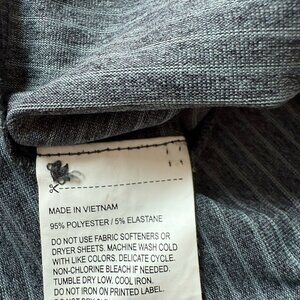 MADE IN VIETNAM
95% POLYESTER / 5% ELASTANE
DO NOT USE FABRIC SOFTENERS OR
DRYER SHEETS. MACHINE WASH COLD
WITH LIKE COLORS. DELICATE CYCLE.
NON-CHLORINE BLEACH IF NEEDED.
TUMBLE DRY LOW. COOL IRON.
DO NOT IRON ON PRINTED LABEL.